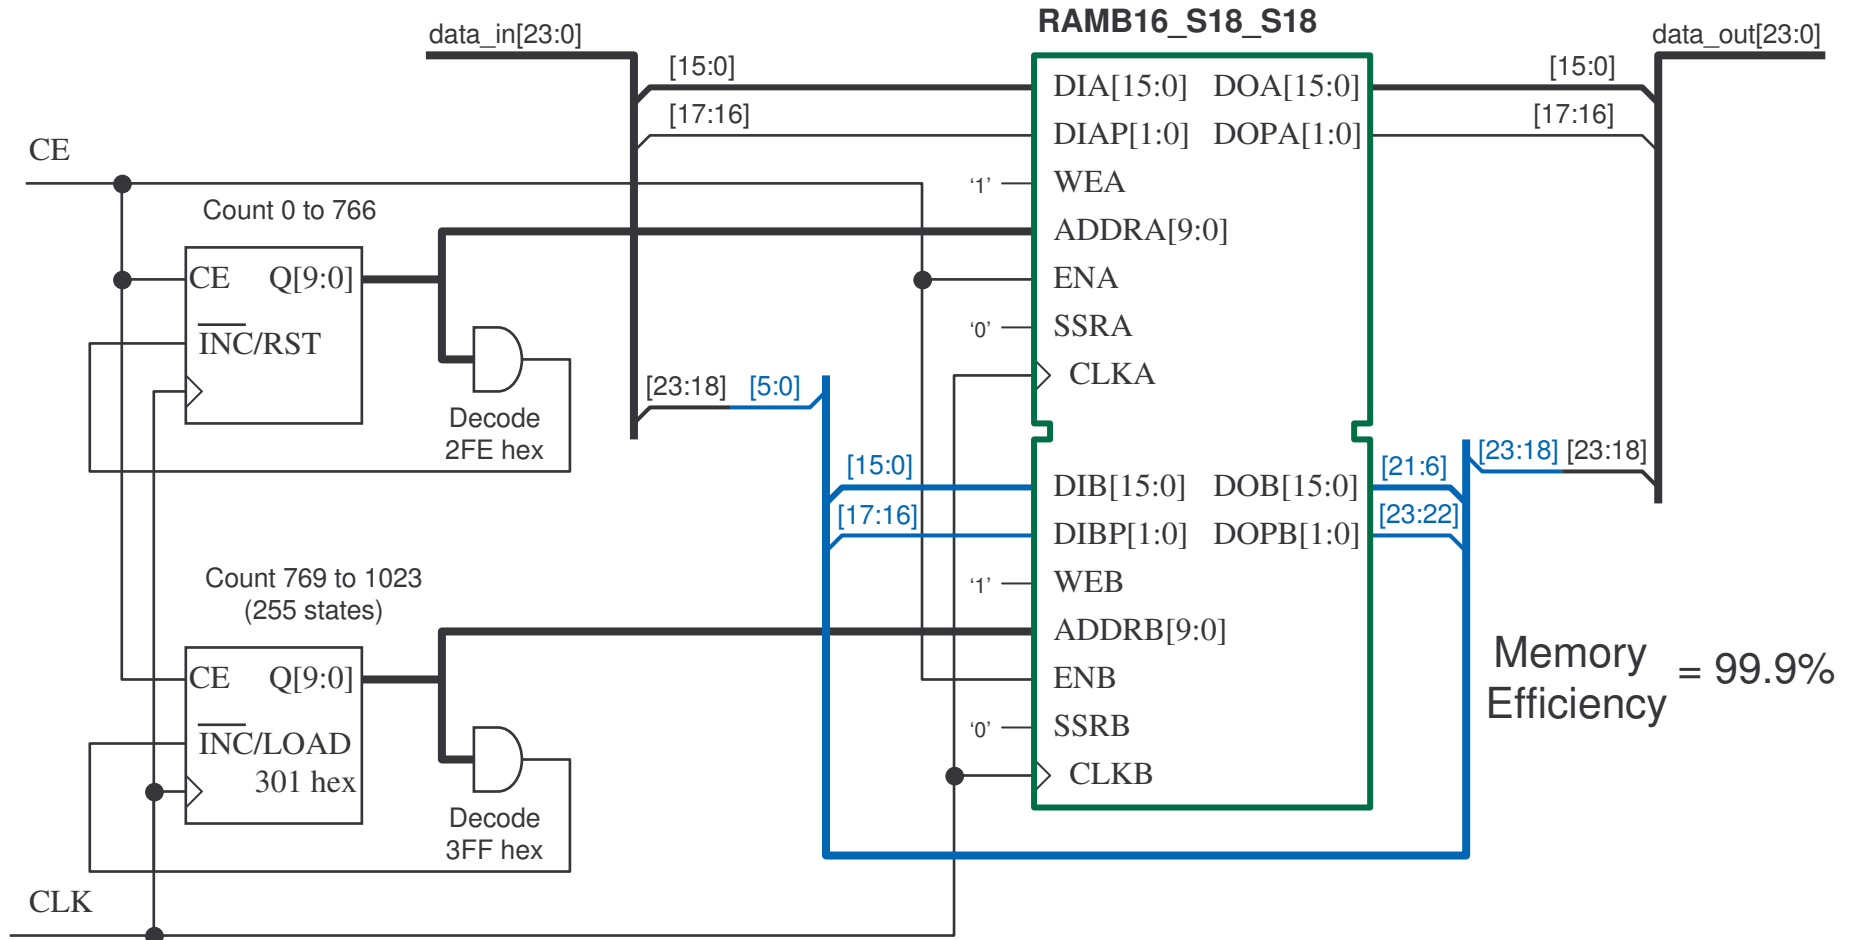 RAMB16_S18_S18
data_in[23:0]
data_out[23:0]
[15:0]
DIA[15:0] DOA[15:0]
[15:0]
[17:16]
DIAP[1:0] DOPA[1:0]
[17:16]
CE
‘1’
WEA
Count 0 to 766
ADDRA[9:0]
CE Q[9:0]
ENA
INC/RST
‘0’
SSRA
CLKA
[23:18] [5:0]
Decode
2FE hex
[15:0]
DIB[15:0] DOB[15:0]
[21:6]
[23:18] [23:18]
[17:16]
DIBP[1:0] DOPB[1:0]
[23:22]
Count 769 to 1023
(255 states)
‘1’
WEB
ADDRB[9:0]
CE Q[9:0]
ENB
INC/LOAD
301 hex
‘0’
SSRB
CLKB
Decode
3FF hex
Memory
Efficiency
= 99.9%
CLK